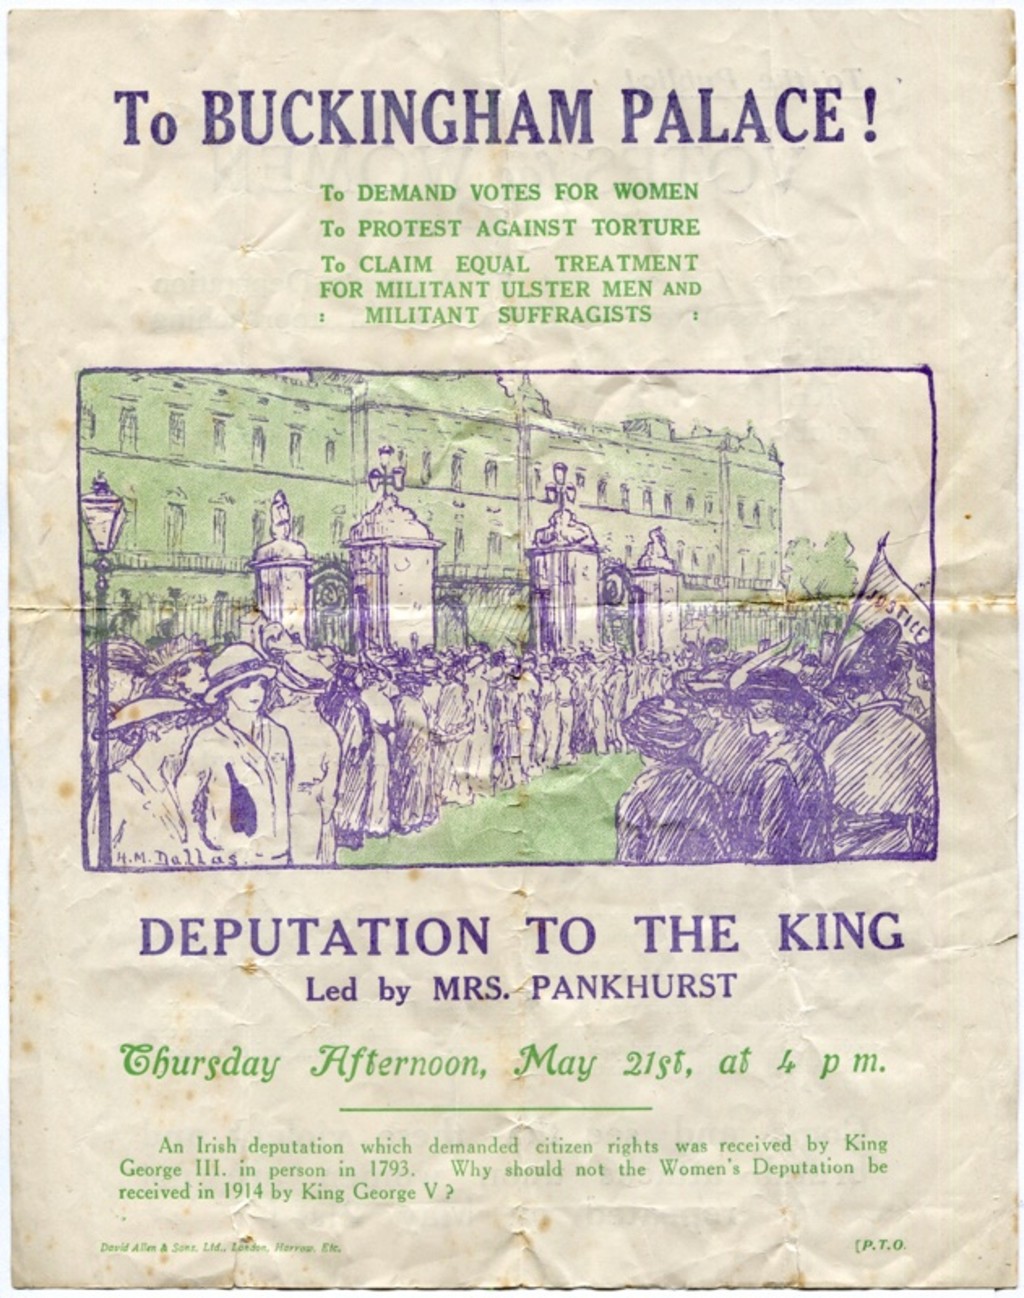 To BUCKINGHAM PALACE!
To DEMAND VOTES FOR WOMEN
To PROTEST AGAINST TORTURE
To CLAIM EQUAL TREATMENT
FOR MILITANT ULSTER MEN AND
: MILITANT SUFFRAGISTS :
JUSTICE
H.M. Dallas.
DEPUTATION TO THE KING
Led by MRS. PANKHURST
Thursday Afternoon, May 21st, at 4 p m.
An Irish deputation which demanded citizen rights was received by King
George III. in person in 1793. Why should not the Women's Deputation be
received in 1914 by King George V?
David Allen & Sons, Ltd., London, Harrow, Etc.
[P.T.O.